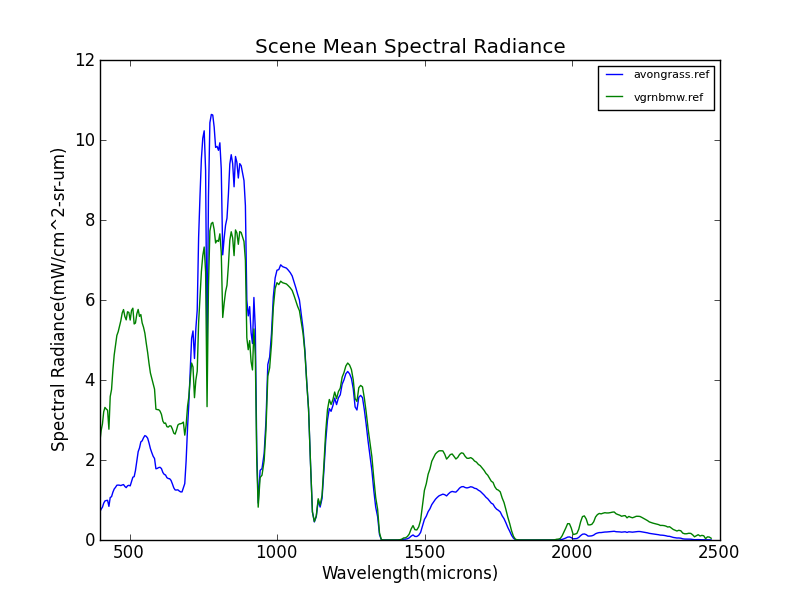 Scene Mean Spectral Radiance
12
10
8
6
4
2
0
Spectral Radiance(mW/cm^2-sr-um)
avongrass.ref
vgrnbmw.ref
500 1000 1500 2000 2500
Wavelength(microns)